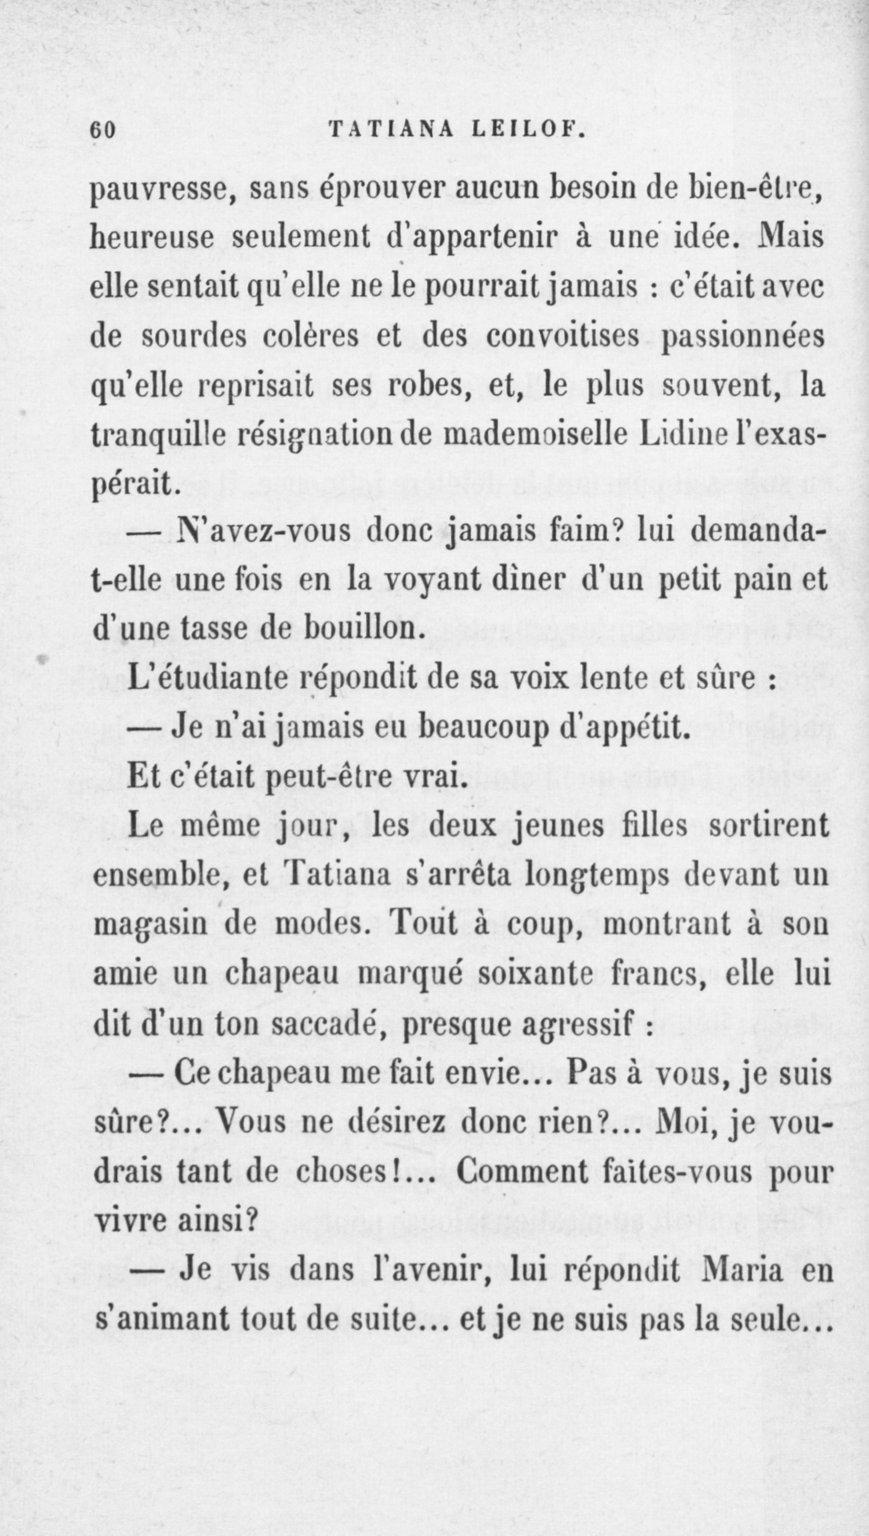 60 TATIANA LEILOF.
pauvresse, sans éprouver aucun besoin de bien-être,
heureuse seulement d'appartenir à une idée. Mais
elle sentait qu'elle ne le pourrait jamais : c'était avec
de sourdes colères et des convoitises passionnées
qu'elle reprisait ses robes, et, le plus souvent, la
tranquille résignation de mademoiselle Lidine l'exas-
pérait.
— N'avez-vous donc jamais faim? lui demanda-
t-elle une fois en la voyant dîner d'un petit pain et
d'une tasse de bouillon.
L'étudiante répondit de sa voix lente et sûre :
— Je n'ai jamais eu beaucoup d'appétit.
Et c'était peut-être vrai.
Le même jour, les deux jeunes filles sortirent
ensemble, et Tatiana s'arrêta longtemps devant un
magasin de modes. Tout à coup, montrant à son
amie un chapeau marqué soixante francs, elle lui
dit d'un ton saccadé, presque agressif :
— Ce chapeau me fait envie... Pas à vous, je suis
sûre?... Vous ne désirez donc rien?... Moi, je vou-
drais tant de choses!... Comment faites-vous pour
vivre ainsi?
— Je vis dans l'avenir, lui répondit Maria en
s'animant tout de suite... et je ne suis pas la seule...